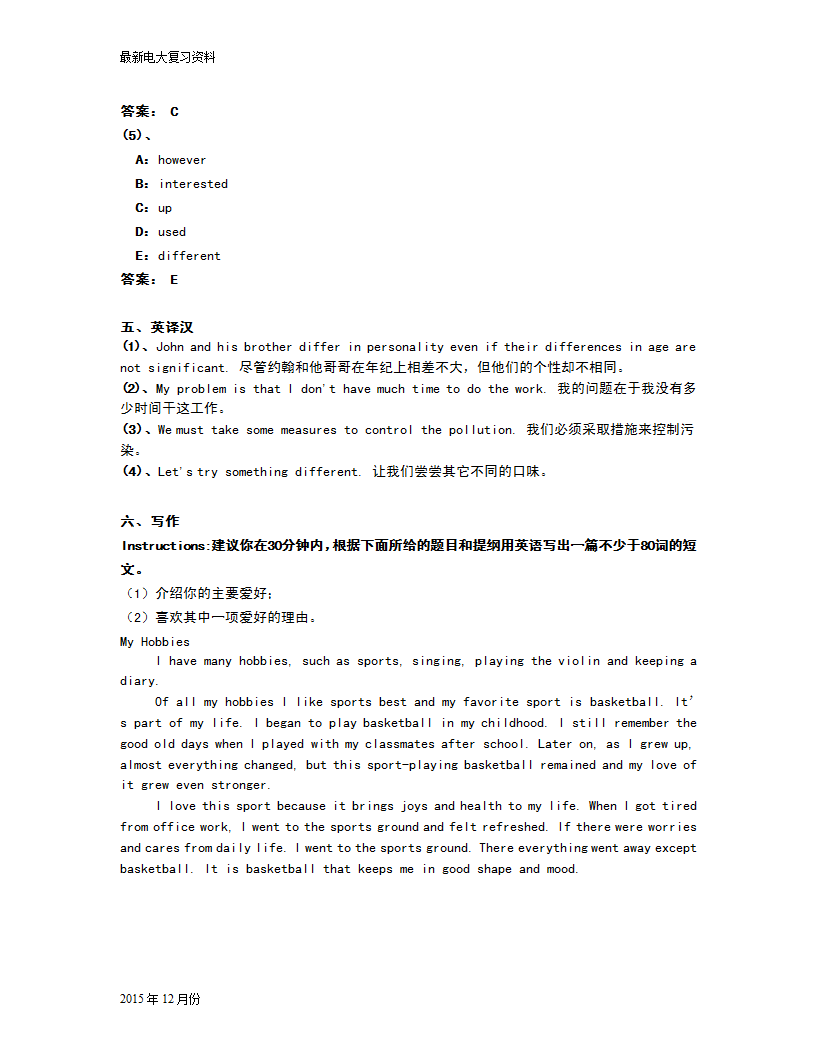 最新电大复习资料
答案： C
(5)、
A：however
B：interested
C：up
D：used
E：different
答案： E
五、英译汉
(1)、John and his brother differ in personality even if their differences in age are
not significant. 尽管约翰和他哥哥在年纪上相差不大，但他们的个性却不相同。
(2)、My problem is that I don't have much time to do the work. 我的问题在于我没有多
少时间干这工作。
(3)、We must take some measures to control the pollution. 我们必须采取措施来控制污
染。
(4)、Let's try something different. 让我们尝尝其它不同的口味。
六、写作
Instructions:建议你在30分钟内，根据下面所给的题目和提纲用英语写出一篇不少于80词的短
文。
（1）介绍你的主要爱好；
（2）喜欢其中一项爱好的理由。
My Hobbies
I have many hobbies, such as sports, singing, playing the violin and keeping a
diary.
Of all my hobbies I like sports best and my favorite sport is basketball. It’
s part of my life. I began to play basketball in my childhood. I still remember the
good old days when I played with my classmates after school. Later on, as I grew up,
almost everything changed, but this sport-playing basketball remained and my love of
it grew even stronger.
I love this sport because it brings joys and health to my life. When I got tired
from office work, I went to the sports ground and felt refreshed. If there were worries
and cares from daily life. I went to the sports ground. There everything went away except
basketball. It is basketball that keeps me in good shape and mood.
2015 年 12 月份